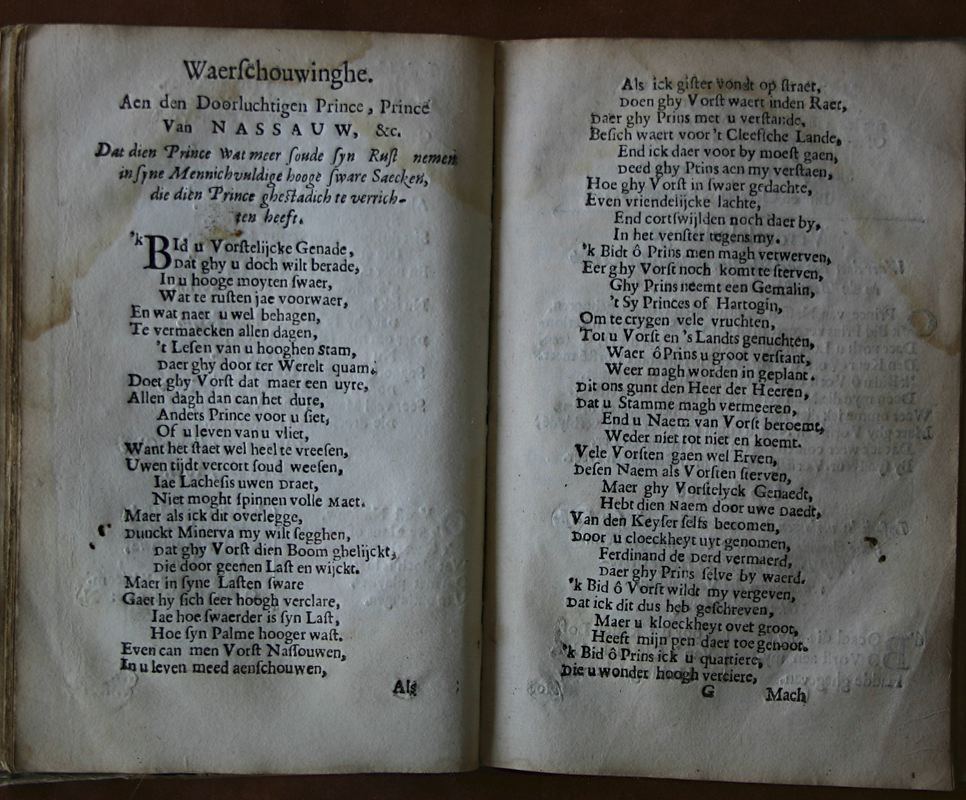 Waerſchouwinghe.
Aen den Doorluchtigen Prince, Prince
Van NASSAUW, &c.
Dat dien Prince wat meer ſoude ſyn Ruſt nemen
in ſyne Mennichvuldige hooge ſware Saecken,
die dien Prince gheſtadich te verrich-
ten heeft.
'k BId u Vorſtelijcke Genade,
Dat ghy u doch wilt berade,
In u hooge moyten ſwaer,
Wat te ruſten jae voorwaer,
En wat naer u wel behagen,
Te vermaecken allen dagen,
't Leſen van u hooghen Stam,
Daer ghy door ter Werelt quam.
Doet ghy Vorſt dat maer een uyre,
Allen dagh dan can het dure,
Anders Prince voor u ſiet,
Of u leven van u vliet,
Want het ſtaet wel heel te vreeſen,
Uwen tijdt vercort ſoud weeſen,
Iae Lacheſis uwen Draet,
Niet moght ſpinnen volle Maet.
Maer als ick dit overlegge,
Dunckt Minerva my wilt ſegghen,
Dat ghy Vorſt dien Boom ghelijckt,
Die door geenen Laſt en wijckt.
Maer in ſyne Laſten ſware
Gaet hy ſich ſeer hoogh verclare,
Iae hoe ſwaerder is ſyn Laſt,
Hoe ſyn Palme hooger waſt.
Even can men Vorſt Naſſouwen,
In u leven meed aenſchouwen,
Als
Als ick giſter vondt op ſtraet,
Doen ghy Vorſt waert inden Raet,
Daer ghy Prins met u verſtande,
Beſich waert voor 't Cleefſche Lande,
End ick daer voor by moeſt gaen,
Deed ghy Prins aen my verſtaen,
Hoe ghy Vorſt in ſwaer gedachte,
Even vriendelijcke lachte,
End cortſwijlden noch daer by,
In het venſter tegens my.
'k Bidt ô Prins men magh verwerven,
Eer ghy Vorſt noch komt te ſterven,
Ghy Prins neemt een Gemalin,
't Sy Princes of Hartogin,
Om te crygen vele vruchten,
Tot u Vorſt en 's Landts genuchten,
Waer ô Prins u groot verſtant,
Weer magh worden in geplant.
Dit ons gunt den Heer der Heeren,
Dat u Stamme magh vermeeren,
End u Naem van Vorſt beroemt,
Weder niet tot niet en koemt.
Vele Vorſten gaen wel Erven,
Deſen Naem als Vorſten ſterven,
Maer ghy Vorſtelyck Genaedt,
Hebt dien Naem door uwe Daedt,
Van den Keyſer ſelfs becomen,
Door u cloeckheyt uyt genomen,
Ferdinand de Derd vermaerd,
Daer ghy Prins ſelve by waerd.
'k Bid ô Vorſt wildt my vergeven,
Dat ick dit dus heb geſchreven,
Maer u kloeckheyt over groot,
Heeft mijn pen daer toe genoot.
'k Bid ô Prins ick u quartiere,
Die u wonder hoogh verciere,
G Mach